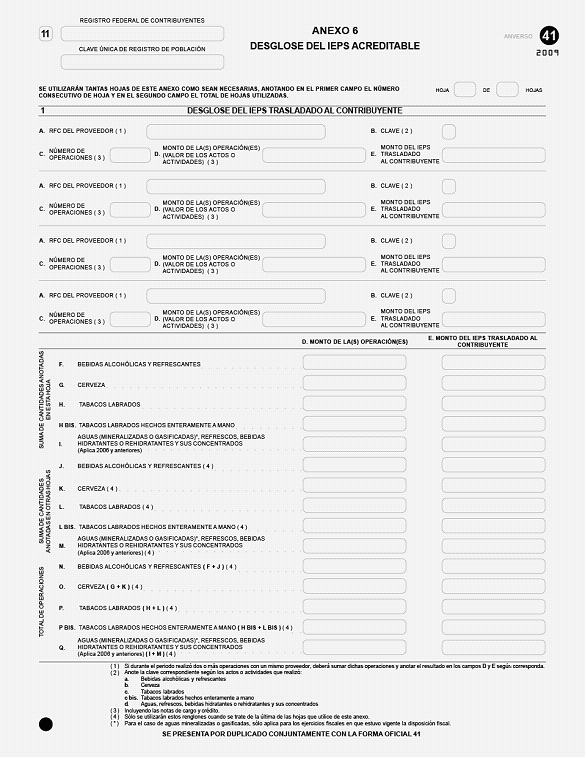 REGISTRO FEDERAL DE CONTRIBUYENTES
11
CLAVE ÚNICA DE REGISTRO DE POBLACIÓN
ANEXO 6
DESGLOSE DEL IEPS ACREDITABLE
ANVERSO 41
2009
SE UTILIZARÁN TANTAS HOJAS DE ESTE ANEXO COMO SEAN NECESARIAS, ANOTANDO EN EL PRIMER CAMPO EL NÚMERO
CONSECUTIVO DE HOJA Y EN EL SEGUNDO CAMPO EL TOTAL DE HOJAS UTILIZADAS.
HOJA DE HOJAS
1 DESGLOSE DEL IEPS TRASLADADO AL CONTRIBUYENTE
A. RFC DEL PROVEEDOR ( 1 ) B. CLAVE ( 2 )
C. NÚMERO DE
OPERACIONES ( 3 )
D. MONTO DE LA(S) OPERACIÓN(ES)
(VALOR DE LOS ACTOS O
ACTIVIDADES) ( 3 )
E. MONTO DEL IEPS
TRASLADADO
AL CONTRIBUYENTE
A. RFC DEL PROVEEDOR ( 1 ) B. CLAVE ( 2 )
C. NÚMERO DE
OPERACIONES ( 3 )
D. MONTO DE LA(S) OPERACIÓN(ES)
(VALOR DE LOS ACTOS O
ACTIVIDADES) ( 3 )
E. MONTO DEL IEPS
TRASLADADO
AL CONTRIBUYENTE
A. RFC DEL PROVEEDOR ( 1 ) B. CLAVE ( 2 )
C. NÚMERO DE
OPERACIONES ( 3 )
D. MONTO DE LA(S) OPERACIÓN(ES)
(VALOR DE LOS ACTOS O
ACTIVIDADES) ( 3 )
E. MONTO DEL IEPS
TRASLADADO
AL CONTRIBUYENTE
A. RFC DEL PROVEEDOR ( 1 ) B. CLAVE ( 2 )
C. NÚMERO DE
OPERACIONES ( 3 )
D. MONTO DE LA(S) OPERACIÓN(ES)
(VALOR DE LOS ACTOS O
ACTIVIDADES) ( 3 )
E. MONTO DEL IEPS
TRASLADADO
AL CONTRIBUYENTE
D. MONTO DE LA(S) OPERACIÓN(ES)
E. MONTO DEL IEPS TRASLADADO AL
CONTRIBUYENTE
SUMA DE CANTIDADES ANOTADAS
EN ESTA HOJA
F. BEBIDAS ALCOHÓLICAS Y REFRESCANTES
G. CERVEZA
H. TABACOS LABRADOS
H BIS. TABACOS LABRADOS HECHOS ENTERAMENTE A MANO
I. AGUAS (MINERALIZADAS O GASIFICADAS)*, REFRESCOS, BEBIDAS
HIDRATANTES O REHIDRATANTES Y SUS CONCENTRADOS
(Aplica 2006 y anteriores)
SUMA DE CANTIDADES
ANOTADAS EN OTRAS HOJAS
J. BEBIDAS ALCOHÓLICAS Y REFRESCANTES ( 4 )
K. CERVEZA ( 4 )
L. TABACOS LABRADOS ( 4 )
L BIS. TABACOS LABRADOS HECHOS ENTERAMENTE A MANO ( 4 )
M. AGUAS (MINERALIZADAS O GASIFICADAS)*, REFRESCOS, BEBIDAS
HIDRATANTES O REHIDRATANTES Y SUS CONCENTRADOS
(Aplica 2006 y anteriores) ( 4 )
TOTAL DE OPERACIONES
N. BEBIDAS ALCOHÓLICAS Y REFRESCANTES ( F + J ) ( 4 )
O. CERVEZA ( G + K ) ( 4 )
P. TABACOS LABRADOS ( H + L ) ( 4 )
P BIS. TABACOS LABRADOS HECHOS ENTERAMENTE A MANO ( H BIS + L BIS ) ( 4 )
Q. AGUAS (MINERALIZADAS O GASIFICADAS)*, REFRESCOS, BEBIDAS
HIDRATANTES O REHIDRATANTES Y SUS CONCENTRADOS
(Aplica 2006 y anteriores) ( I + M ) ( 4 )
( 1 ) Si durante el periodo realizó dos o más operaciones con un mismo proveedor, deberá sumar dichas operaciones y anotar el resultado en los campos D y E según corresponda.
( 2 ) Anote la clave correspondiente según los actos o actividades que realizó:
a. Bebidas alcohólicas y refrescantes
b. Cerveza
c. Tabacos labrados
c bis. Tabacos labrados hechos enteramente a mano
d. Aguas, refrescos, bebidas hidratantes o rehidratantes y sus concentrados
( 3 ) Incluyendo las notas de cargo y crédito.
( 4 ) Sólo se utilizarán estos renglones cuando se trate de la última de las hojas que utilice de este anexo.
( * ) Para el caso de aguas mineralizadas o gasificadas, sólo aplica para los ejercicios fiscales en que estuvo vigente la disposición fiscal.
SE PRESENTA POR DUPLICADO CONJUNTAMENTE CON LA FORMA OFICIAL 41